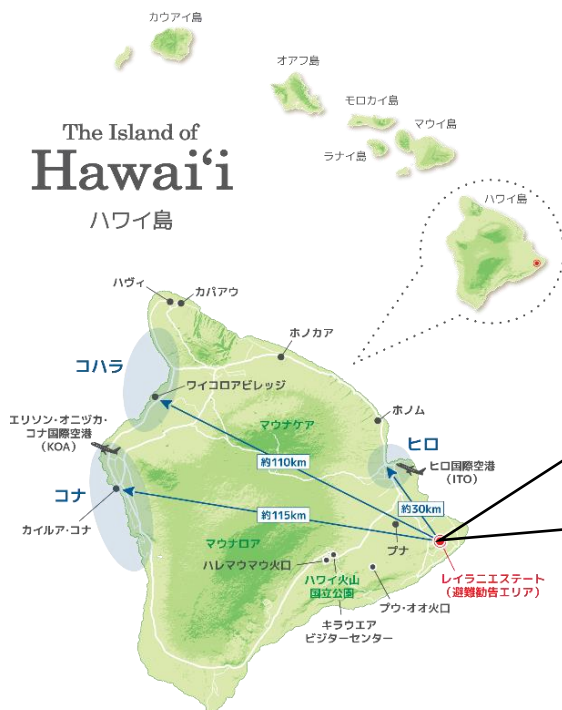 カウアイ島
オアフ島
モロカイ島
マウイ島
ラナイ島
The Island of
Hawai‘i
ハワイ島
ハワイ島
ハヴィ
カパアウ
ホノカア
コハラ
ワイコロアビレッジ
ホノム
エリソン・オニヅカ・
コナ国際空港
(KOA)
マウナケア
ヒロ
ヒロ国際空港
(ITO)
約110km
コナ
約115km
約30km
カイルア・コナ
マウナロア
プナ
ハレマウマウ火口
ハワイ火山
国立公園
レイラニエステート
(避難勧告エリア)
プウ・オオ火口
キラウエア
ビジターセンター